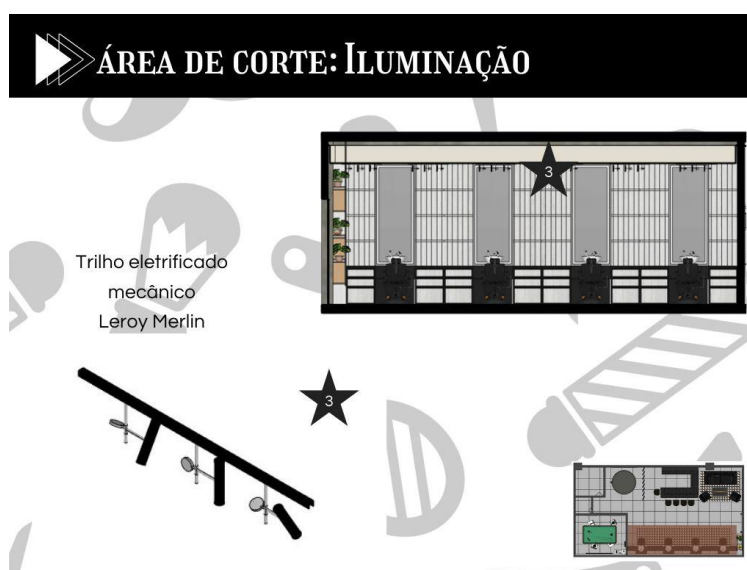 ÁREA DE CORTE: ILUMINAÇÃO
3
Trilho eletrificado
mecânico
Leroy Merlin
3